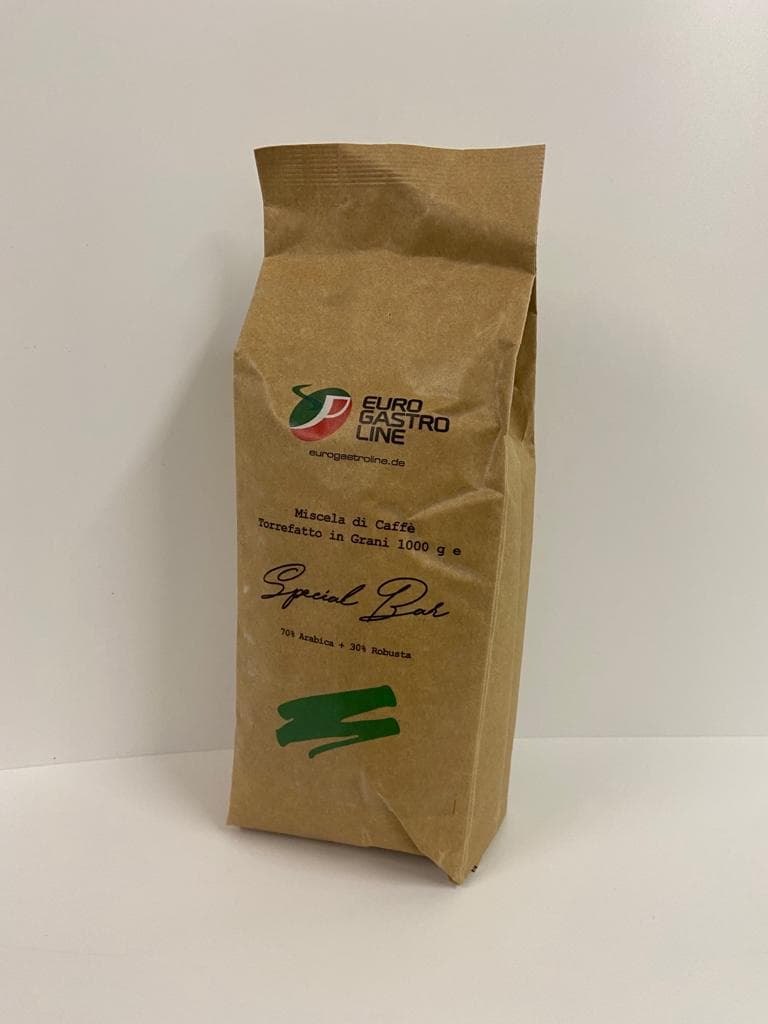 EURO
GASTRO
LINE
eurogastroline.de
Miscela di Caffè
Torrefatto in Grani 1000 g e
Special Bar
70% Arabica + 30% Robusta